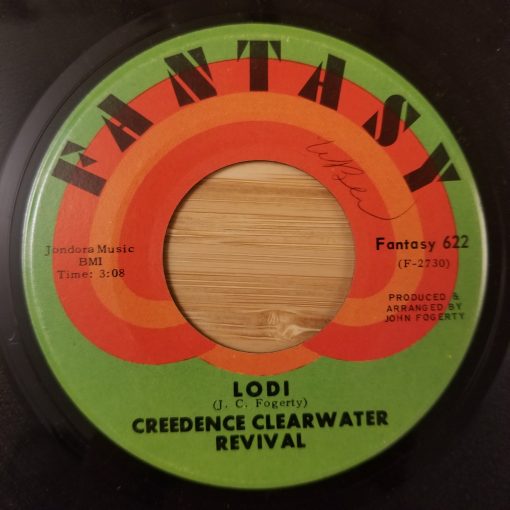 FANTASY
Jondora Music
BMI
Time: 3:08
Fantasy 622
(F-2730)
PRODUCED &
ARRANGED BY
JOHN FOGERTY
LODI
(J. C. Fogerty)
CREEDENCE CLEARWATER
REVIVAL